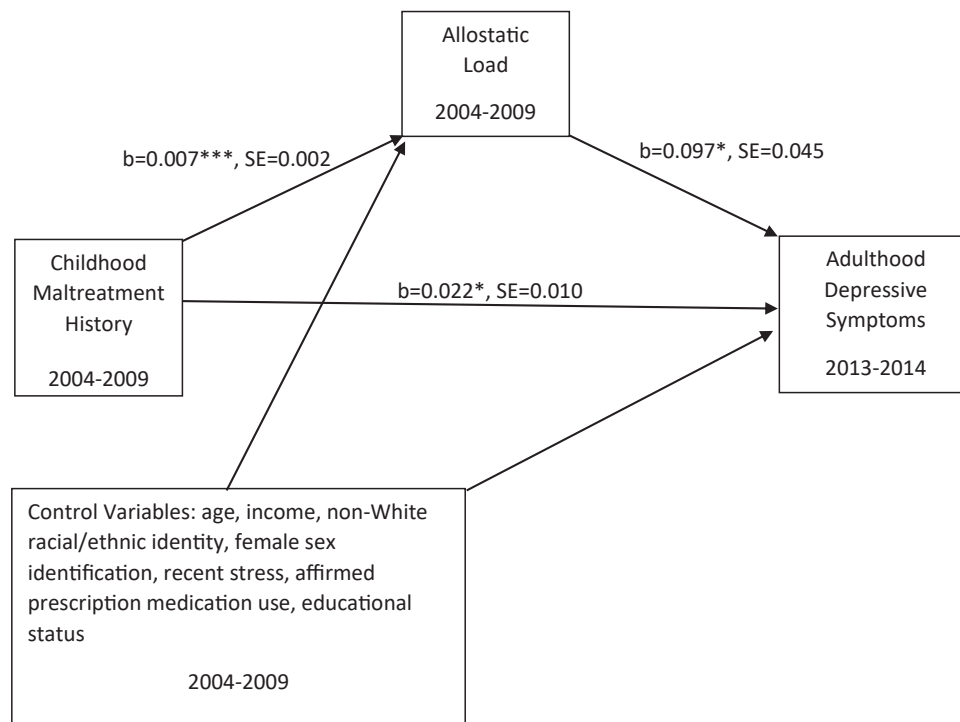 Allostatic
Load
2004-2009
b=0.007***, SE=0.002
b=0.097*, SE=0.045
Childhood
Maltreatment
History
2004-2009
b=0.022*, SE=0.010
Adulthood
Depressive
Symptoms
2013-2014
Control Variables: age, income, non-White
racial/ethnic identity, female sex
identification, recent stress, affirmed
prescription medication use, educational
status
2004-2009